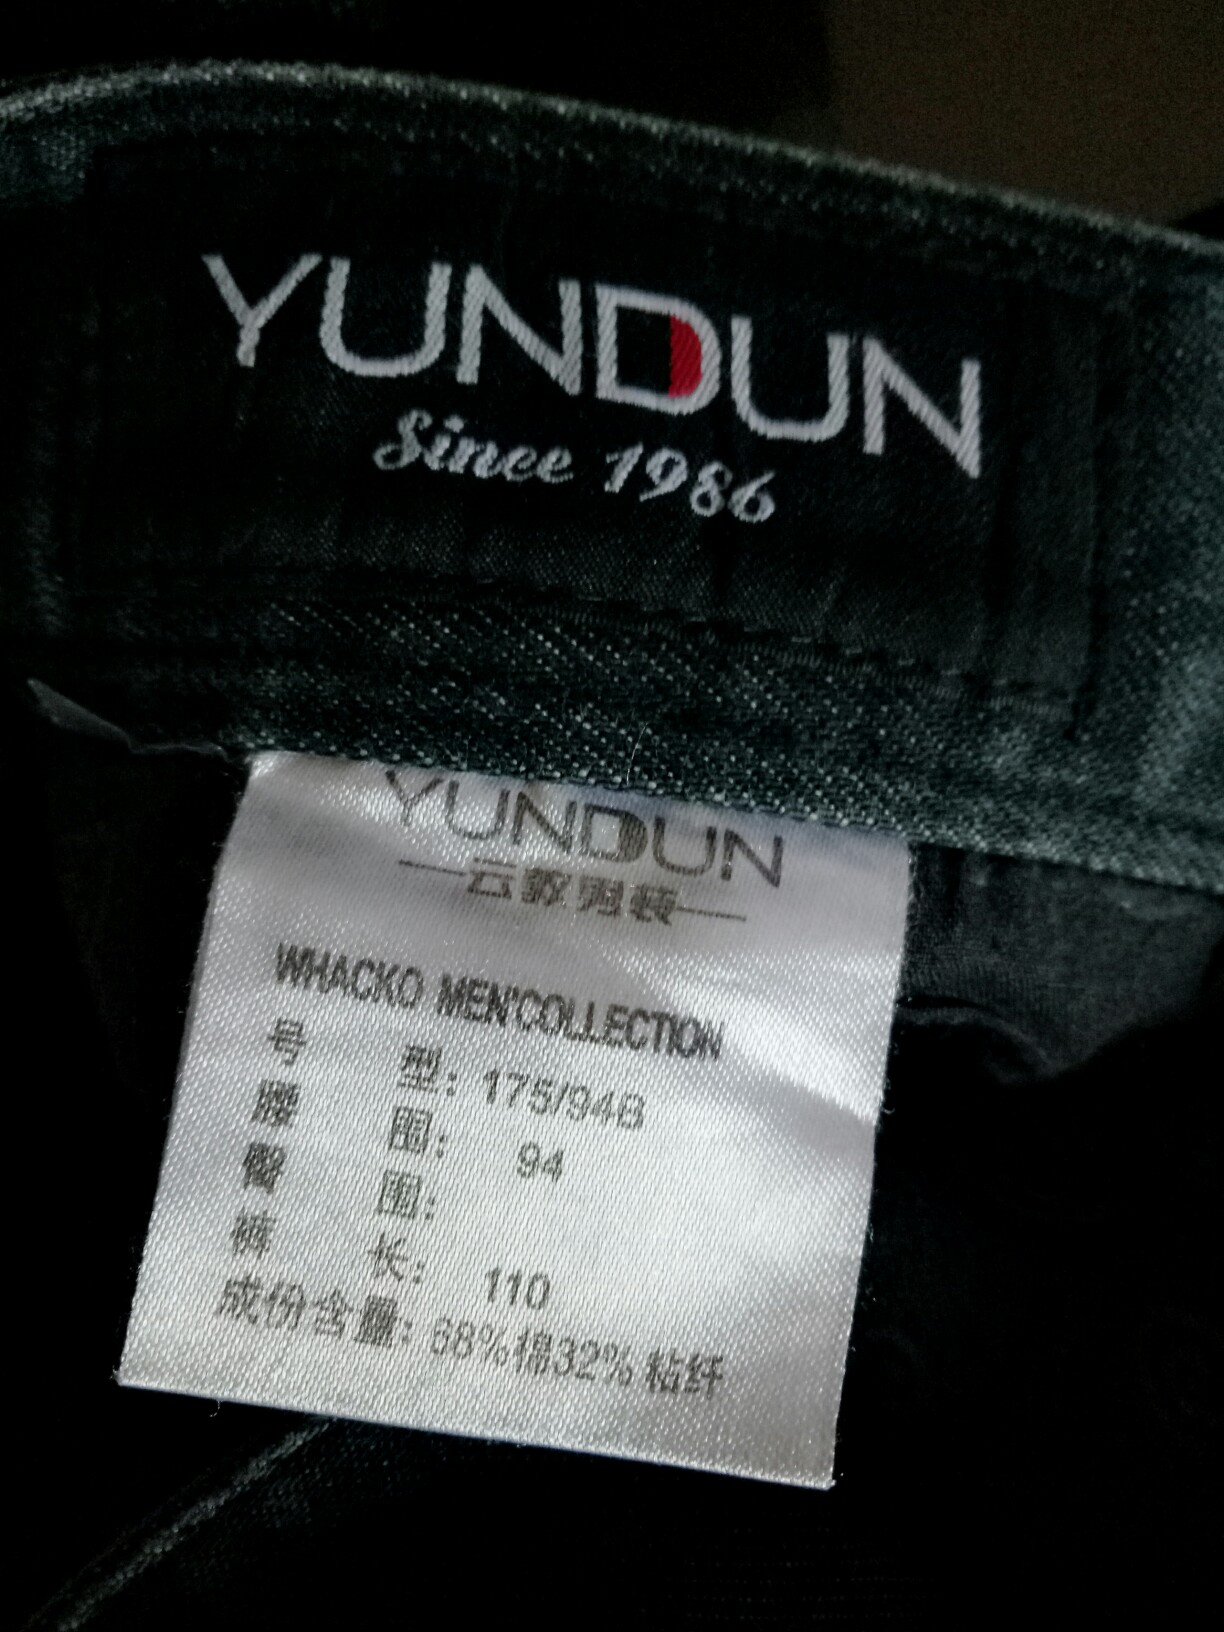 YUNDUN
Since 1986
YUNDUN
云敦男装
WHACKO MEN'COLLECTION
号 型: 175/94B
腰 围: 94
臀 围:
裤 长: 110
成份含量: 68%棉32%粘纤